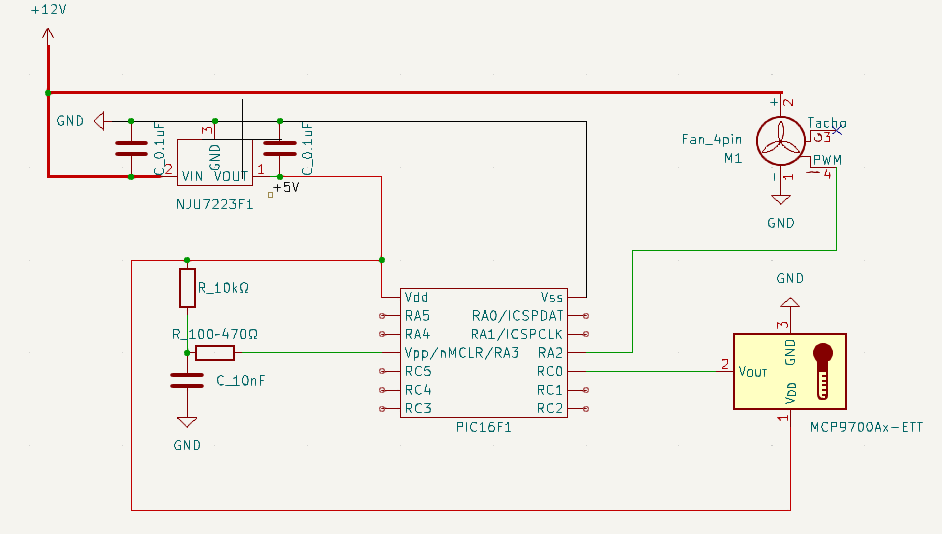 +12V
GND
C_0.1uF
3
GND
C_0.1uF
2
VIN
VOUT
1
+5V
NJU7223F1
+
2
Tacho
3
Fan_4pin
M1
PWM
4
-
1
GND
R_10kΩ
R_100-470Ω
C_10nF
GND
Vdd
Vss
RA5
RA0/ICSPDAT
RA4
RA1/ICSPCLK
Vpp/nMCLR/RA3
RA2
RC5
RC0
RC4
RC1
RC3
RC2
PIC16F1
GND
3
GND
2
VOUT
VDD
1
MCP9700Ax-ETT